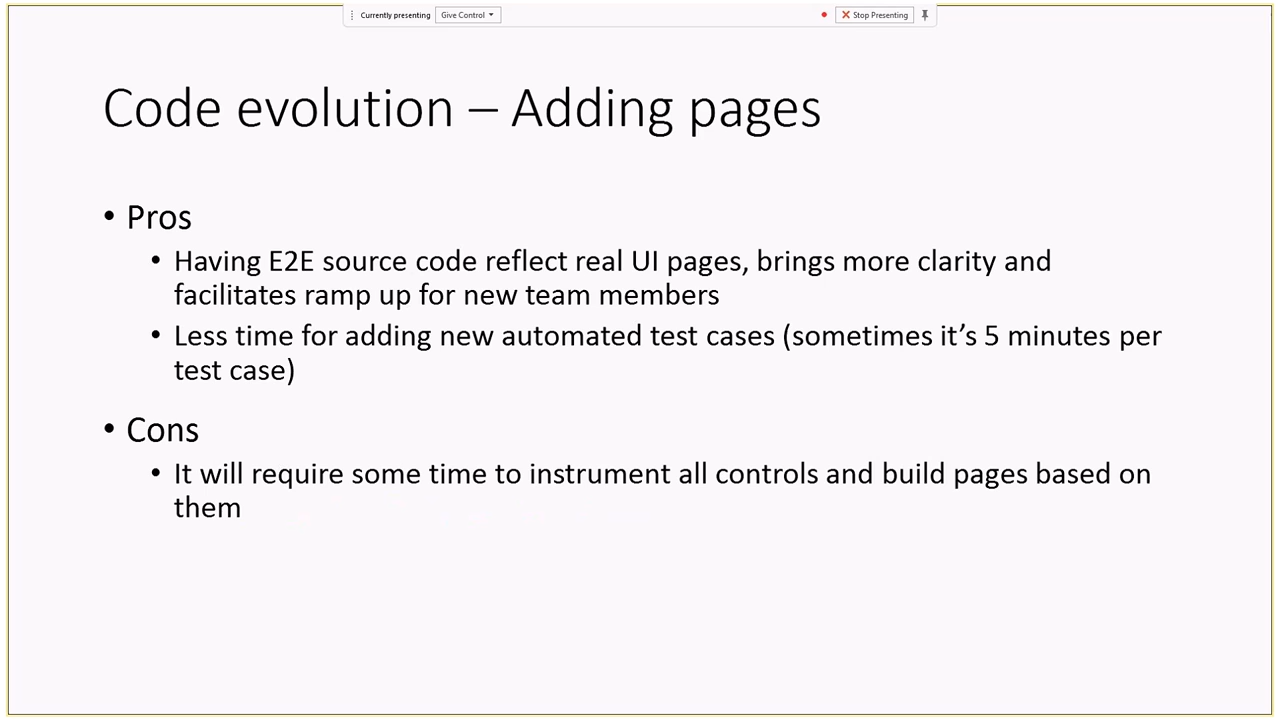 Currently presenting Give Control Stop Presenting
Code evolution – Adding pages
• Pros
• Having E2E source code reflect real UI pages, brings more clarity and
facilitates ramp up for new team members
• Less time for adding new automated test cases (sometimes it’s 5 minutes per
test case)
• Cons
• It will require some time to instrument all controls and build pages based on
them